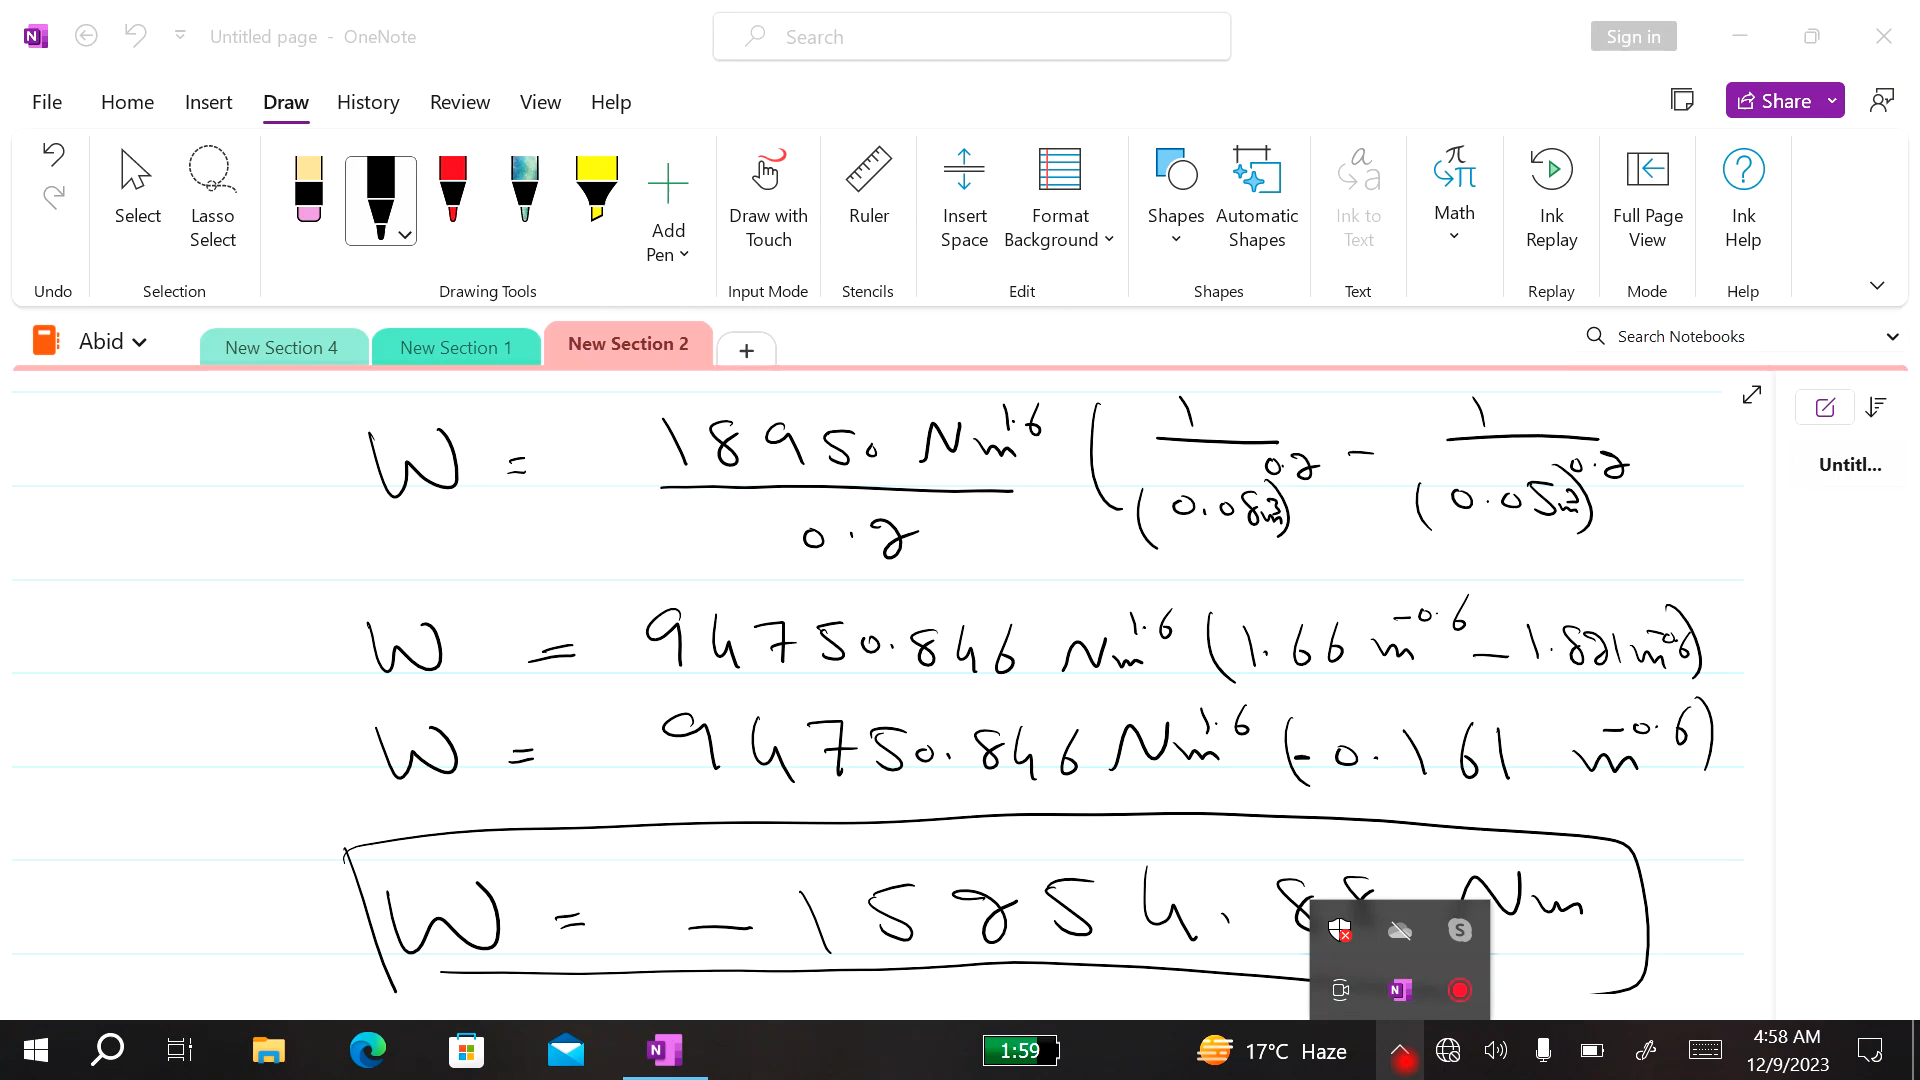 Untitled page - OneNote
Search
Sign in
File Home Insert Draw History Review View Help
Share
Select
Lasso Select
Add Pen
Draw with Touch
Ruler
Insert Space
Format Background
Shapes
Automatic Shapes
Ink to Text
Math
Ink Replay
Full Page View
Ink Help
Undo Selection Drawing Tools Input Mode Stencils Edit Shapes Text Replay Mode Help
Abid New Section 4 New Section 1 New Section 2 + Search Notebooks
Untitl...
W = 18950 Nm^1.6 / 0.2 ( 1 / (0.08m^3)^0.2 - 1 / (0.05m^3)^0.2
W = 94750.846 Nm^1.6 (1.66 m^-0.6 - 1.821 m^-0.6)
W = 94750.846 Nm^1.6 (-0.161 m^-0.6)
W = -15254.88 Nm
1:59
17°C Haze
4:58 AM
12/9/2023